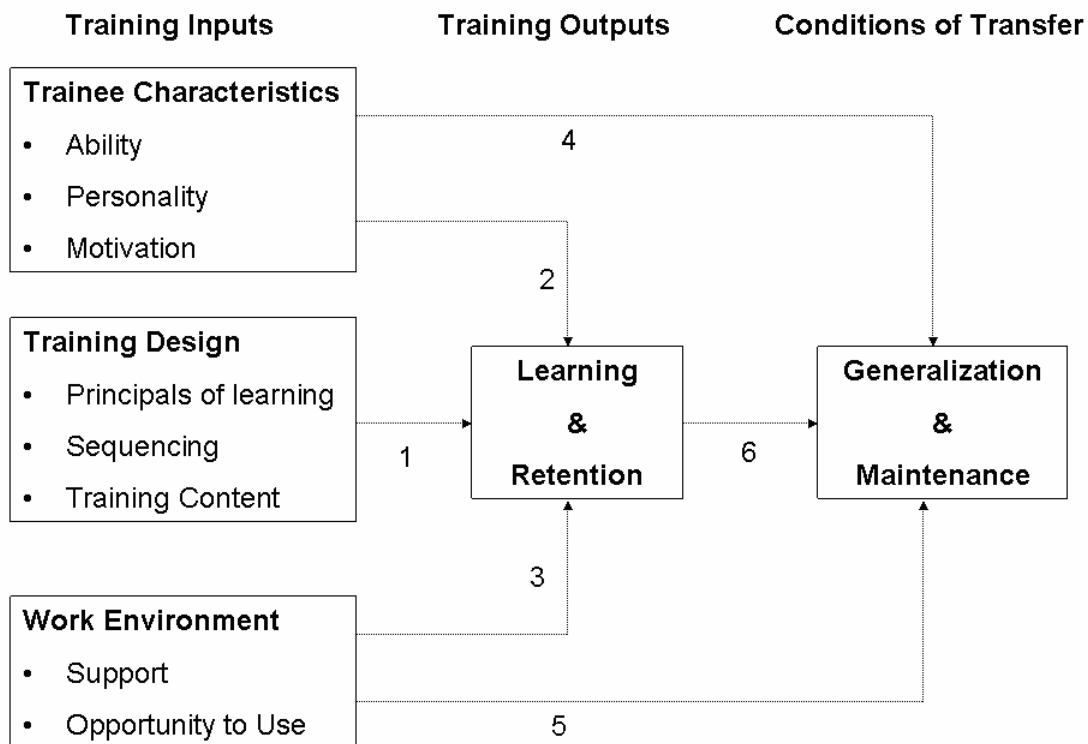 Training Inputs
Training Outputs
Conditions of Transfer
Trainee Characteristics
• Ability
• Personality
• Motivation
4
2
Training Design
• Principals of learning
• Sequencing
• Training Content
1
Learning
&
Retention
6
Generalization
&
Maintenance
3
Work Environment
• Support
• Opportunity to Use
5